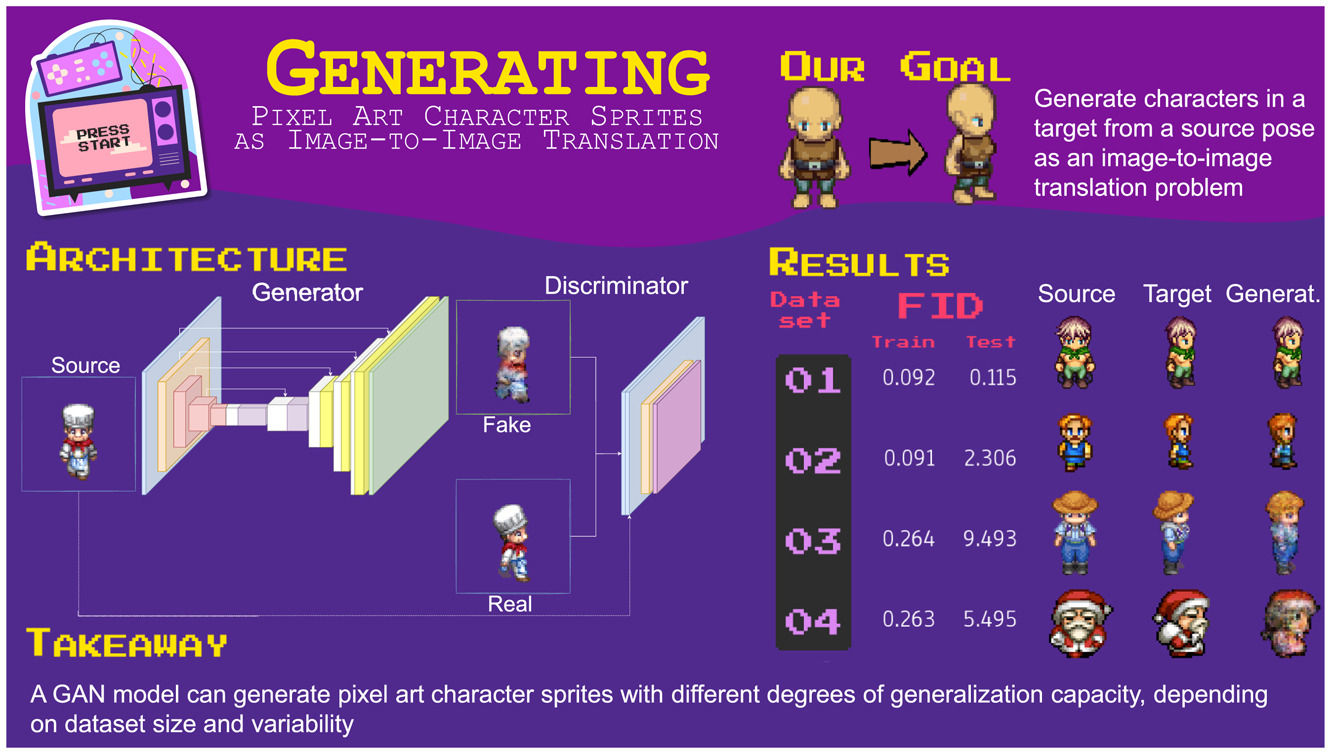 PRESS
START
GENERATING
PIXEL ART CHARACTER SPRITES
AS IMAGE-TO-IMAGE TRANSLATION
OUR GOAL
Generate characters in a
target from a source pose
as an image-to-image
translation problem
ARCHITECTURE
Generator
Discriminator
Source
Fake
Real
RESULTS
Data
set
FID
Train Test
Source Target Generat.
01 0.092 0.115
02 0.091 2.306
03 0.264 9.493
04 0.263 5.495
TAKEAWAY
A GAN model can generate pixel art character sprites with different degrees of generalization capacity, depending
on dataset size and variability